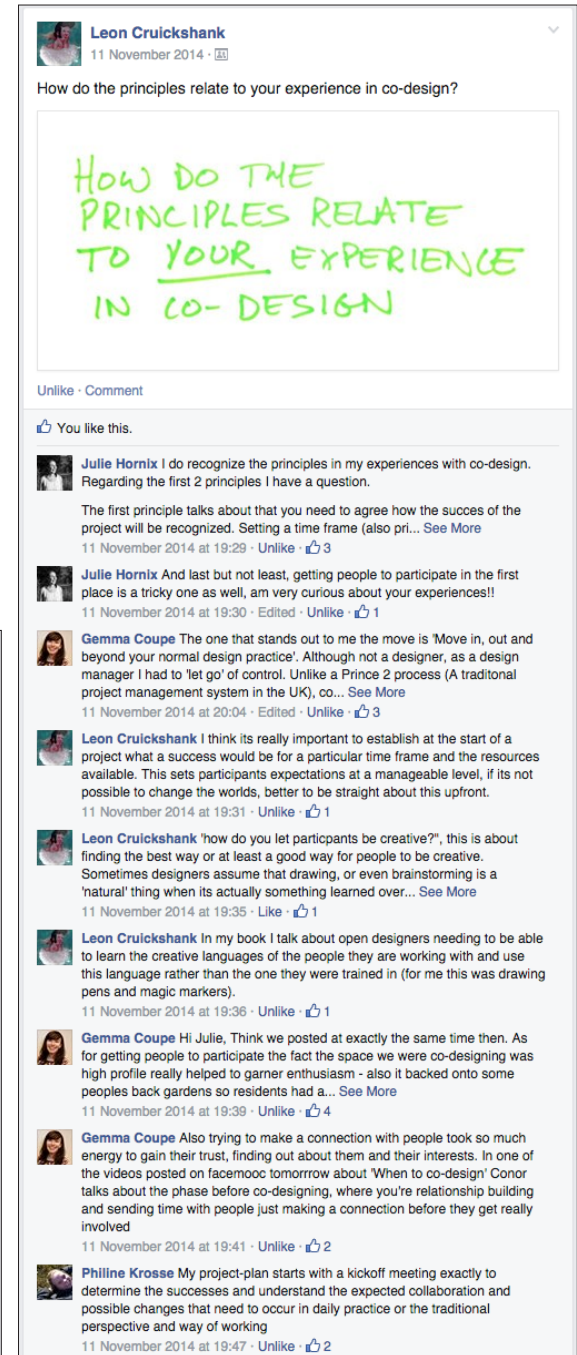 Leon Cruickshank
11 November 2014 ·
How do the principles relate to your experience in co-design?
HOW DO THE
PRINCIPLES RELATE
TO YOUR EXPERIENCE
IN CO-DESIGN
Unlike · Comment
You like this.
Julie Hornix I do recognize the principles in my experiences with co-design.
Regarding the first 2 principles I have a question.
The first principle talks about that you need to agree how the succes of the
project will be recognized. Setting a time frame (also pri... See More
11 November 2014 at 19:29 · Unlike · 3
Julie Hornix And last but not least, getting people to participate in the first
place is a tricky one as well, am very curious about your experiences!!
11 November 2014 at 19:30 · Edited · Unlike · 1
Gemma Coupe The one that stands out to me the move is 'Move in, out and
beyond your normal design practice'. Although not a designer, as a design
manager I had to 'let go' of control. Unlike a Prince 2 process (A traditonal
project management system in the UK), co... See More
11 November 2014 at 20:04 · Edited · Unlike · 3
Leon Cruickshank I think its really important to establish at the start of a
project what a success would be for a particular time frame and the resources
available. This sets participants expectations at a manageable level, if its not
possible to change the worlds, better to be straight about this upfront.
11 November 2014 at 19:31 · Unlike · 1
Leon Cruickshank 'how do you let particpants be creative?", this is about
finding the best way or at least a good way for people to be creative.
Sometimes designers assume that drawing, or even brainstorming is a
'natural' thing when its actually something learned over... See More
11 November 2014 at 19:35 · Like · 1
Leon Cruickshank In my book I talk about open designers needing to be able
to learn the creative languages of the people they are working with and use
this language rather than the one they were trained in (for me this was drawing
pens and magic markers).
11 November 2014 at 19:36 · Unlike · 1
Gemma Coupe Hi Julie, Think we posted at exactly the same time then. As
for getting people to participate the fact the space we were co-designing was
high profile really helped to garner enthusiasm - also it backed onto some
peoples back gardens so residents had a... See More
11 November 2014 at 19:39 · Unlike · 4
Gemma Coupe Also trying to make a connection with people took so much
energy to gain their trust, finding out about them and their interests. In one of
the videos posted on facemooc tomorrrow about 'When to co-design' Conor
talks about the phase before co-designing, where you're relationship building
and sending time with people just making a connection before they get really
involved
11 November 2014 at 19:41 · Unlike · 2
Philine Krosse My project-plan starts with a kickoff meeting exactly to
determine the successes and understand the expected collaboration and
possible changes that need to occur in daily practice or the traditional
perspective and way of working
11 November 2014 at 19:47 · Unlike · 2